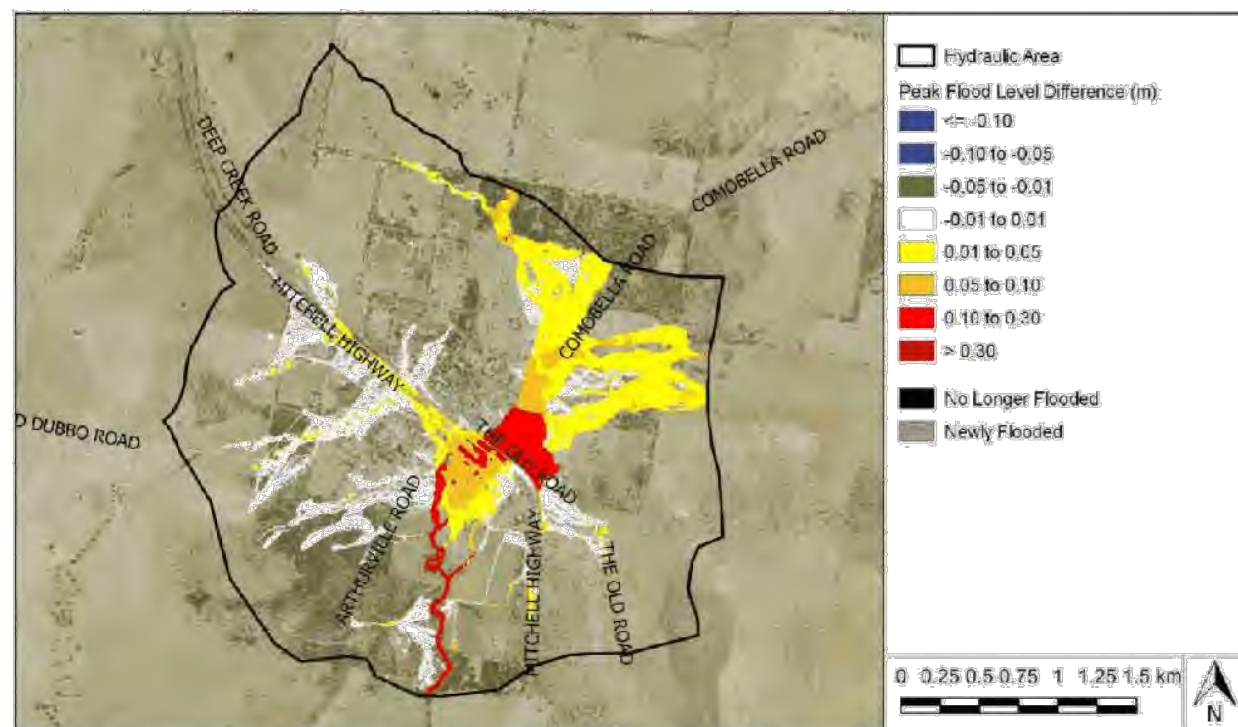 DEEP CREEK ROAD
MITCHELL HIGHWAY
COMOBELLA ROAD
COMOBELLA ROAD
D DUBBO ROAD
THE OLD ROAD
ARTHURVILLE ROAD
MITCHELL HIGHWAY
THE OLD ROAD
Hydraulic Area
Peak Flood Level Difference (m)
<= -0.10
-0.10 to -0.05
-0.05 to -0.01
-0.01 to 0.01
0.01 to 0.05
0.05 to 0.10
0.10 to 0.30
> 0.30
No Longer Flooded
Newly Flooded
0 0.25 0.5 0.75 1 1.25 1.5 km
N